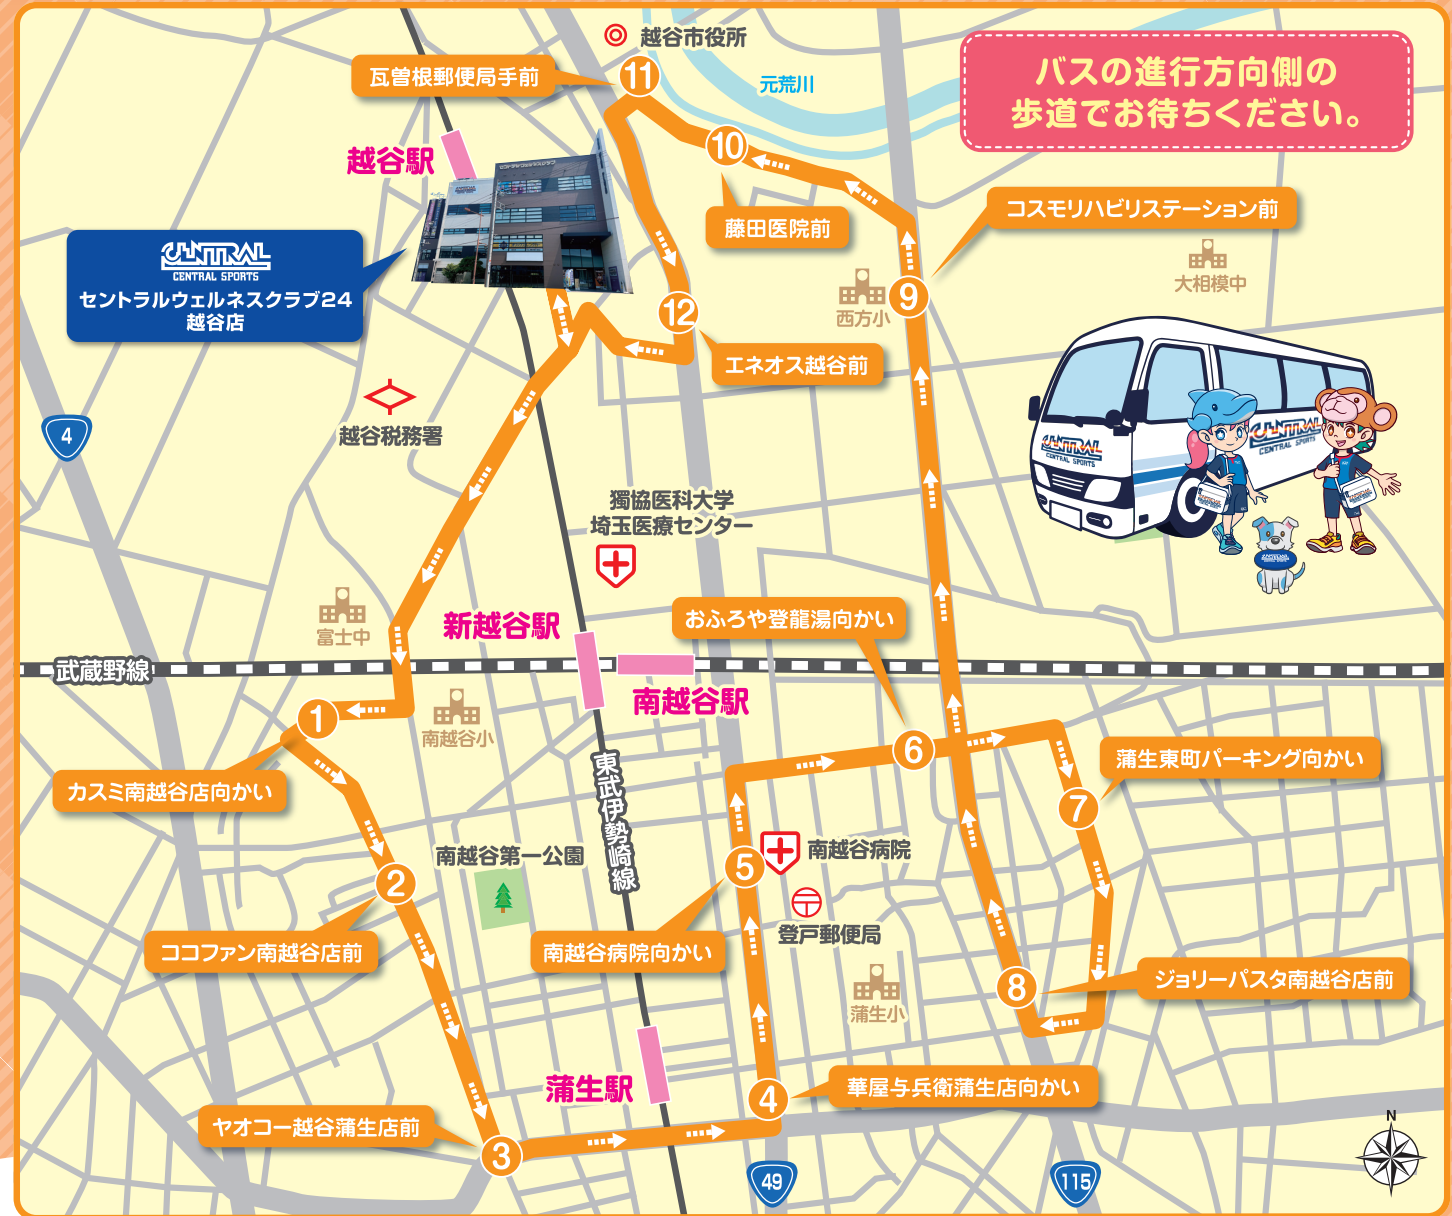 越谷市役所
瓦曽根郵便局手前
11
元荒川
バスの進行方向側の
歩道でお待ちください。
越谷駅
10
藤田医院前
コスモリハビリステーション前
大相模中
CENTRAL
CENTRAL SPORTS
セントラルウェルネスクラブ24
越谷店
西方小
9
12
エネオス越谷前
4
越谷税務署
CENTRAL
CENTRAL SPORTS
CENTRAL
CENTRAL SPORTS
獨協医科大学
埼玉医療センター
富士中
新越谷駅
おふろや登龍湯向かい
武蔵野線
南越谷駅
1
南越谷小
6
蒲生東町パーキング向かい
カスミ南越谷店向かい
東武伊勢崎線
7
南越谷第一公園
5
南越谷病院
2
登戸郵便局
ココファン南越谷店前
南越谷病院向かい
8
ジョリーパスタ南越谷店前
蒲生小
蒲生駅
4
華屋与兵衛蒲生店向かい
ヤオコー越谷蒲生店前
3
49
115
N